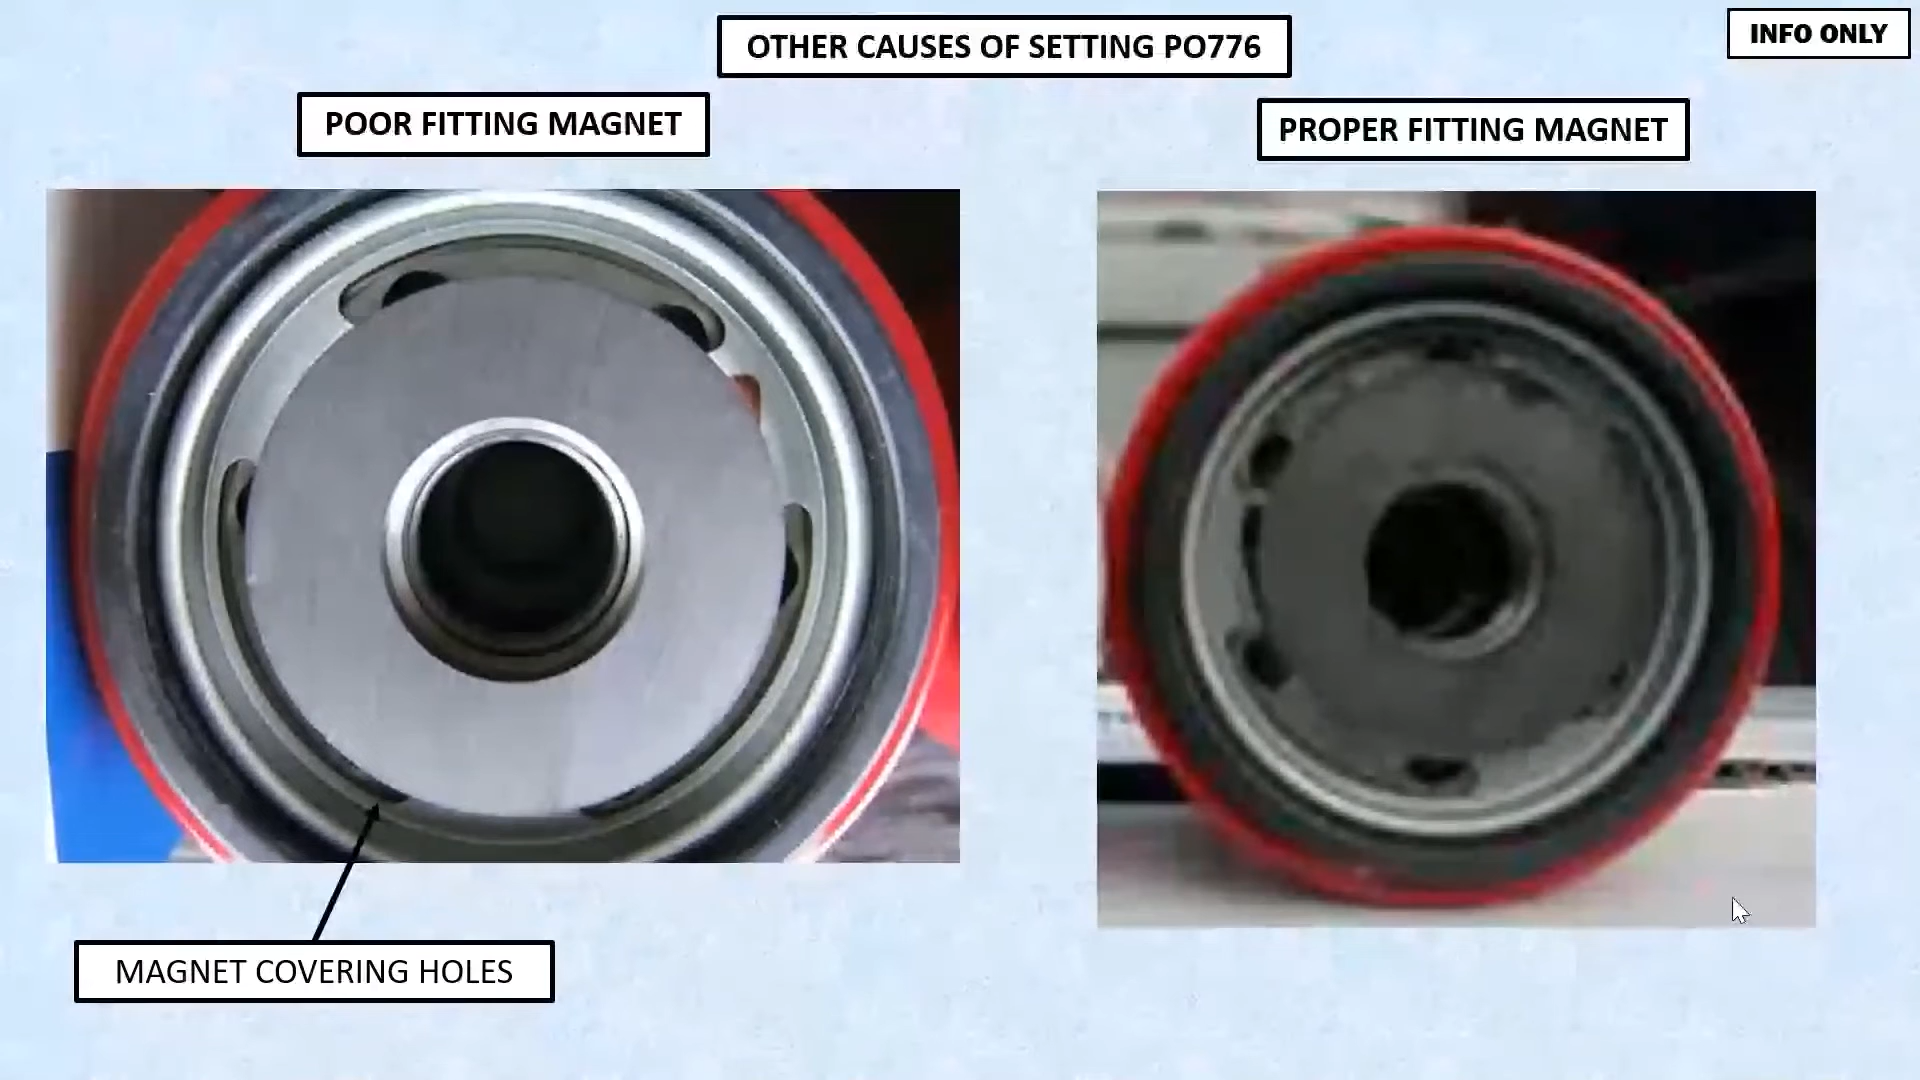 OTHER CAUSES OF SETTING PO776
INFO ONLY
POOR FITTING MAGNET
PROPER FITTING MAGNET
MAGNET COVERING HOLES